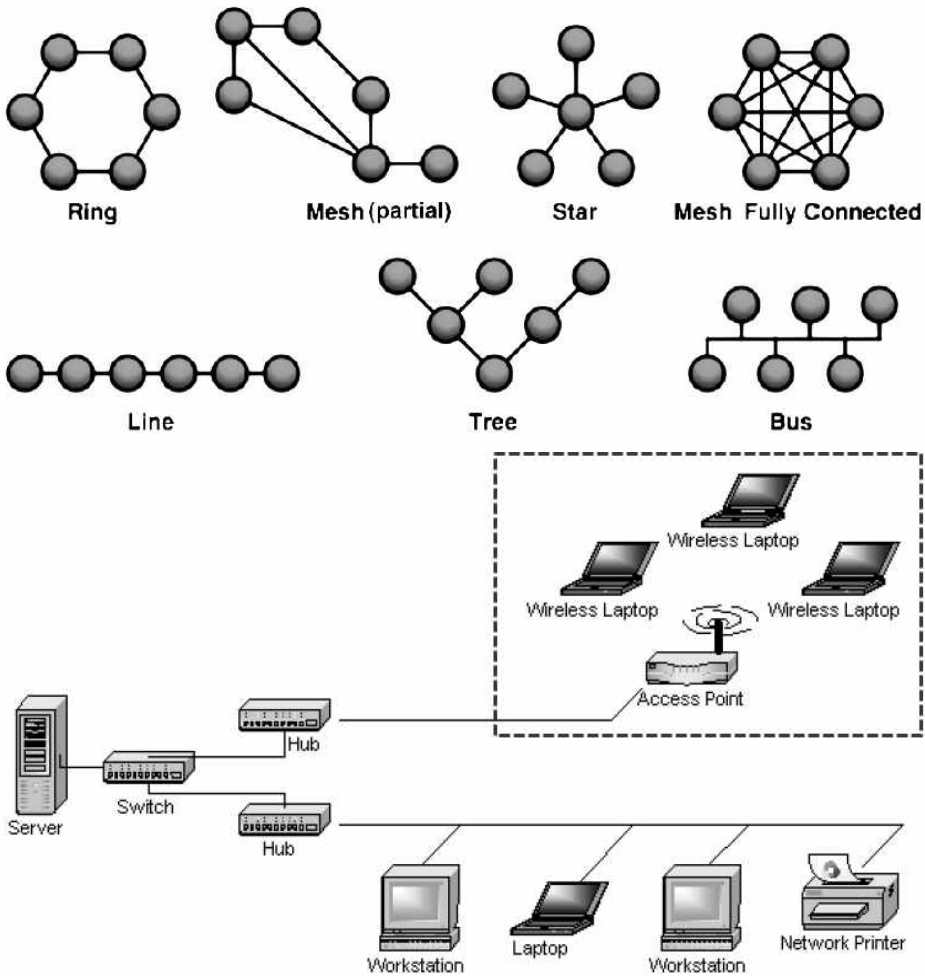 Ring
Mesh (partial)
Star
Mesh Fully Connected
Line
Tree
Bus
Wireless Laptop
Wireless Laptop
Wireless Laptop
Access Point
Hub
Switch
Server
Hub
Workstation
Laptop
Workstation
Network Printer